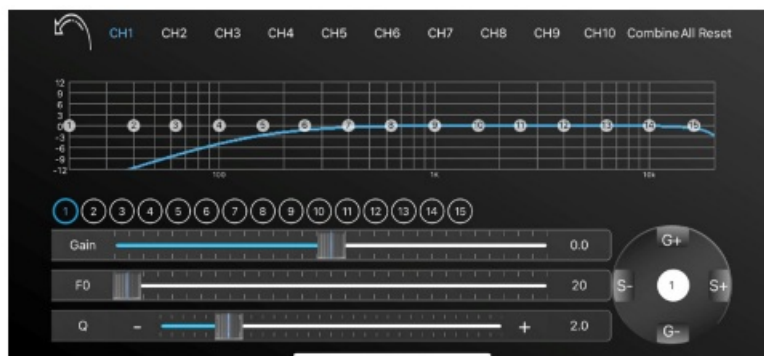 CH1 CH2 CH3 CH4 CH5 CH6 CH7 CH8 CH9 CH10 Combine All Reset
12
9
6
3
0 1 2 3 4 5 6 7 8 9 10 11 12 13 14 15
-3
-6
-9
-12
100 1K 10k
1 2 3 4 5 6 7 8 9 10 11 12 13 14 15
Gain 0.0
F0 20
Q - + 2.0
G+
S- 1 S+
G-